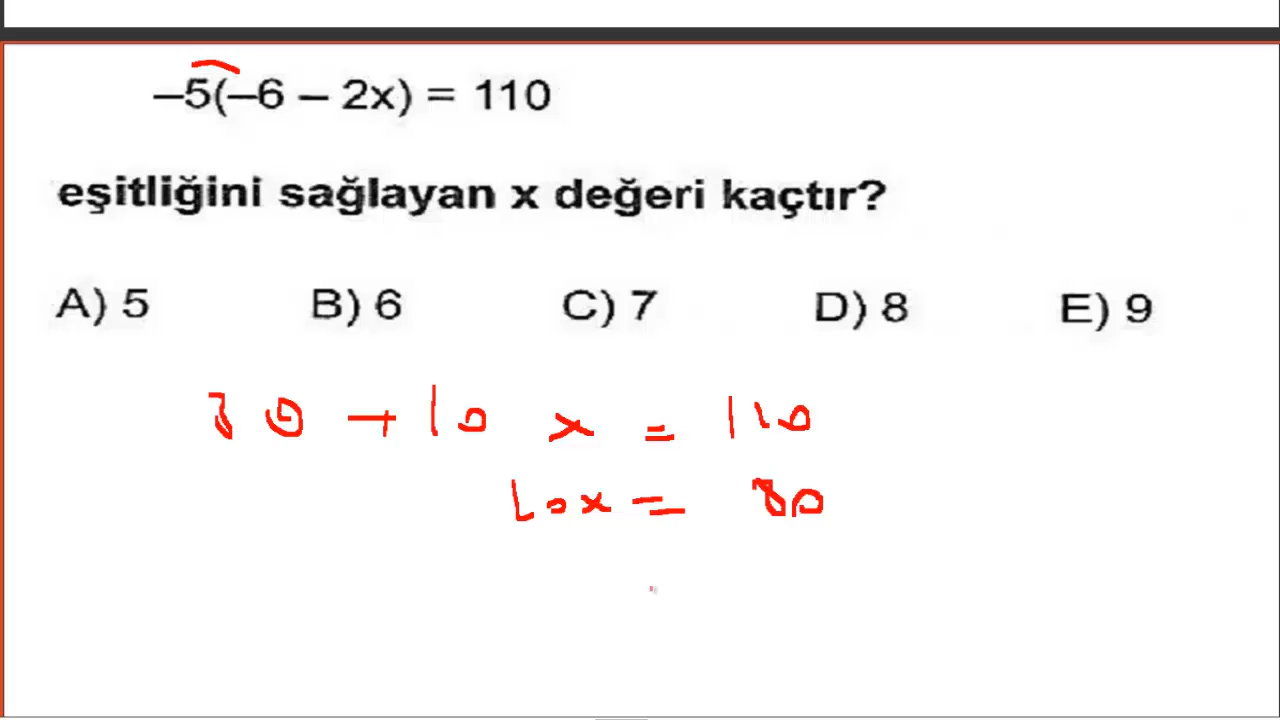 –5(–6 – 2x) = 110
eşitliğini sağlayan x değeri kaçtır?
A) 5 B) 6 C) 7 D) 8 E) 9
30 + 10 x = 110
10x = 80